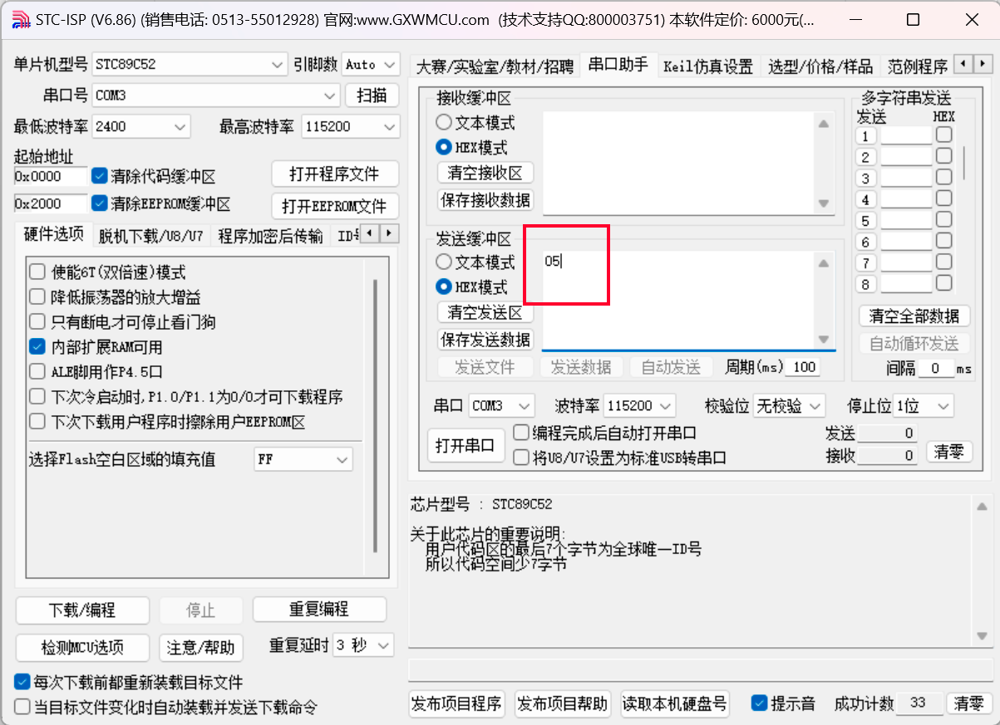 STC-ISP (V6.86) (销售电话: 0513-55012928) 官网:www.GXWMCU.com (技术支持QQ:800003751) 本软件定价: 6000元(...
单片机型号 STC89C52 引脚数 Auto
串口号 COM3 扫描
最低波特率 2400 最高波特率 115200
起始地址
0x0000 清除代码缓冲区 打开程序文件
0x2000 清除EEPROM缓冲区 打开EEPROM文件
硬件选项 脱机下载/U8/U7 程序加密后传输
使能6T(双倍速)模式
降低振荡器的放大增益
只有断电才可停止看门狗
内部扩展RAM可用
ALE脚用作P4.5口
下次冷启动时,P1.0/P1.1为0/0才可下载程序
下次下载用户程序时擦除用户EEPROM区
选择Flash空白区域的填充值 FF
下载/编程 停止 重复编程
检测MCU选项 注意/帮助 重复延时 3 秒
每次下载前都重新装载目标文件
当目标文件变化时自动装载并发送下载命令
大赛/实验室/教材/招聘 串口助手 Keil仿真设置 选型/价格/样品 范例程序
接收缓冲区
文本模式
HEX模式
清空接收区
保存接收数据
发送缓冲区
文本模式
HEX模式
清空发送区
保存发送数据
05
发送文件 发送数据 自动发送 周期(ms) 100
多字符串发送
发送 HEX
1
2
3
4
5
6
7
8
清空全部数据
自动循环发送
间隔 0 ms
串口 COM3 波特率 115200 校验位 无校验 停止位 1位
打开串口 编程完成后自动打开串口 发送 0
将U8/U7设置为标准USB转串口 接收 0 清零
芯片型号 : STC89C52
关于此芯片的重要说明:
用户代码区的最后7个字节为全球唯一ID号
所以代码空间少7字节
发布项目程序 发布项目帮助 读取本机硬盘号 提示音 成功计数 33 清零